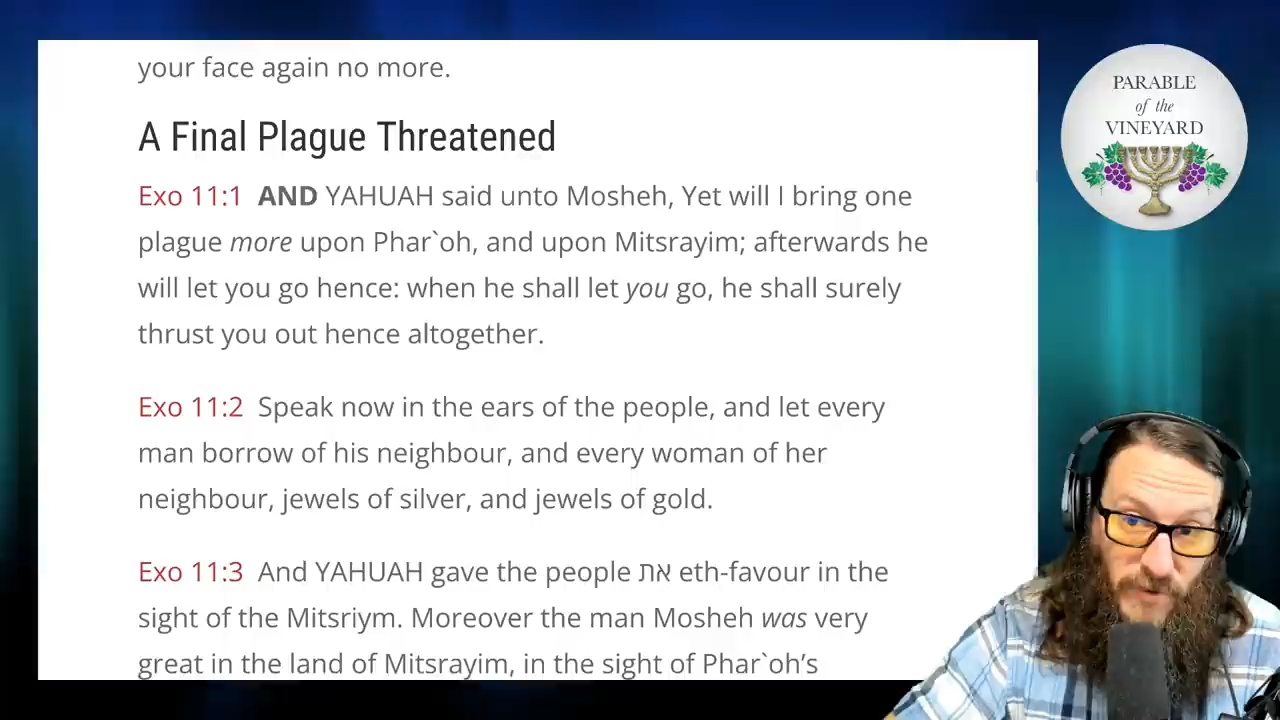 your face again no more.
A Final Plague Threatened
Exo 11:1 AND YAHUAH said unto Mosheh, Yet will I bring one
plague more upon Phar`oh, and upon Mitsrayim; afterwards he
will let you go hence: when he shall let you go, he shall surely
thrust you out hence altogether.
Exo 11:2 Speak now in the ears of the people, and let every
man borrow of his neighbour, and every woman of her
neighbour, jewels of silver, and jewels of gold.
Exo 11:3 And YAHUAH gave the people את eth-favour in the
sight of the Mitsriym. Moreover the man Mosheh was very
great in the land of Mitsrayim, in the sight of Phar`oh’s
PARABLE
of the
VINEYARD